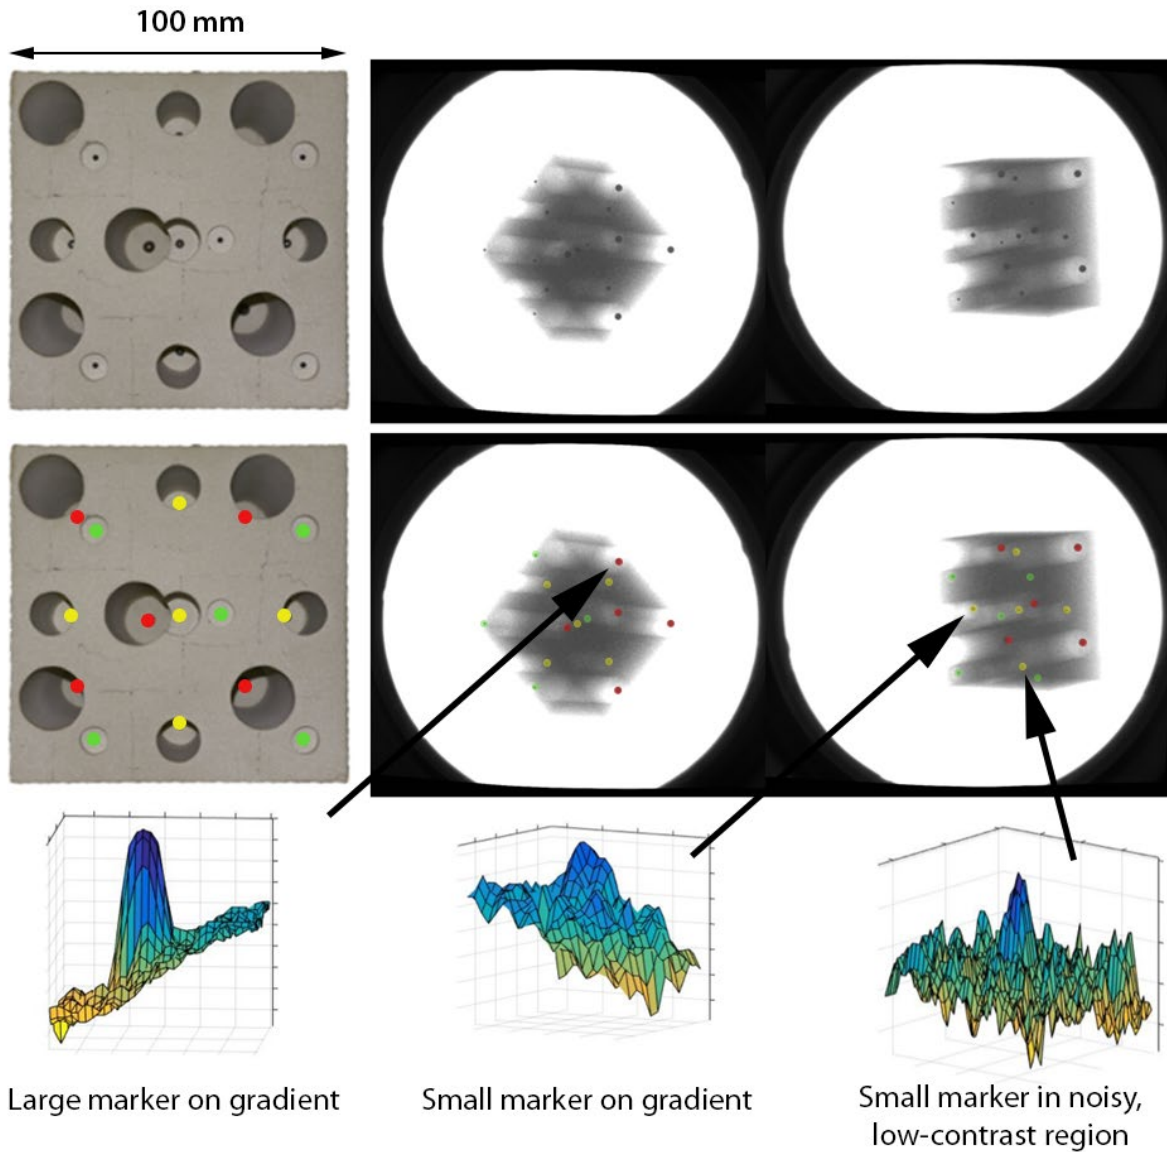 100 mm
Large marker on gradient
Small marker on gradient
Small marker in noisy,
low-contrast region